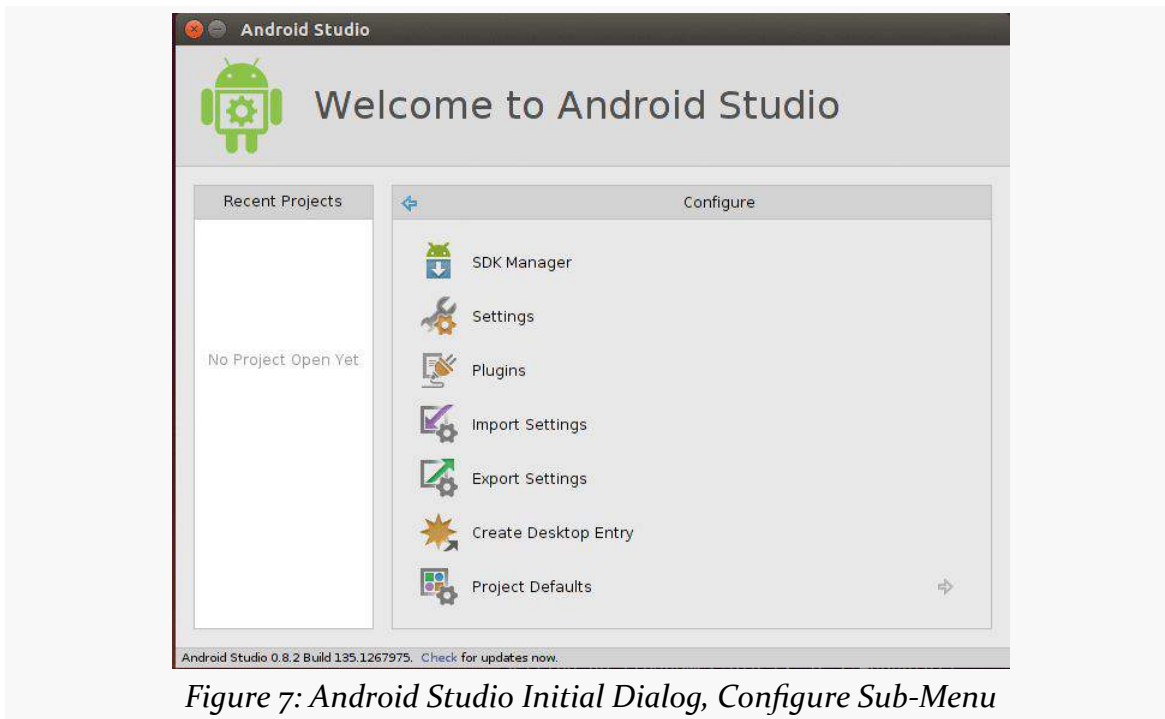 Android Studio
Welcome to Android Studio
Recent Projects
Configure
No Project Open Yet
SDK Manager
Settings
Plugins
Import Settings
Export Settings
Create Desktop Entry
Project Defaults
Android Studio 0.8.2 Build 135.1267975. Check for updates now.
Figure 7: Android Studio Initial Dialog, Configure Sub-Menu